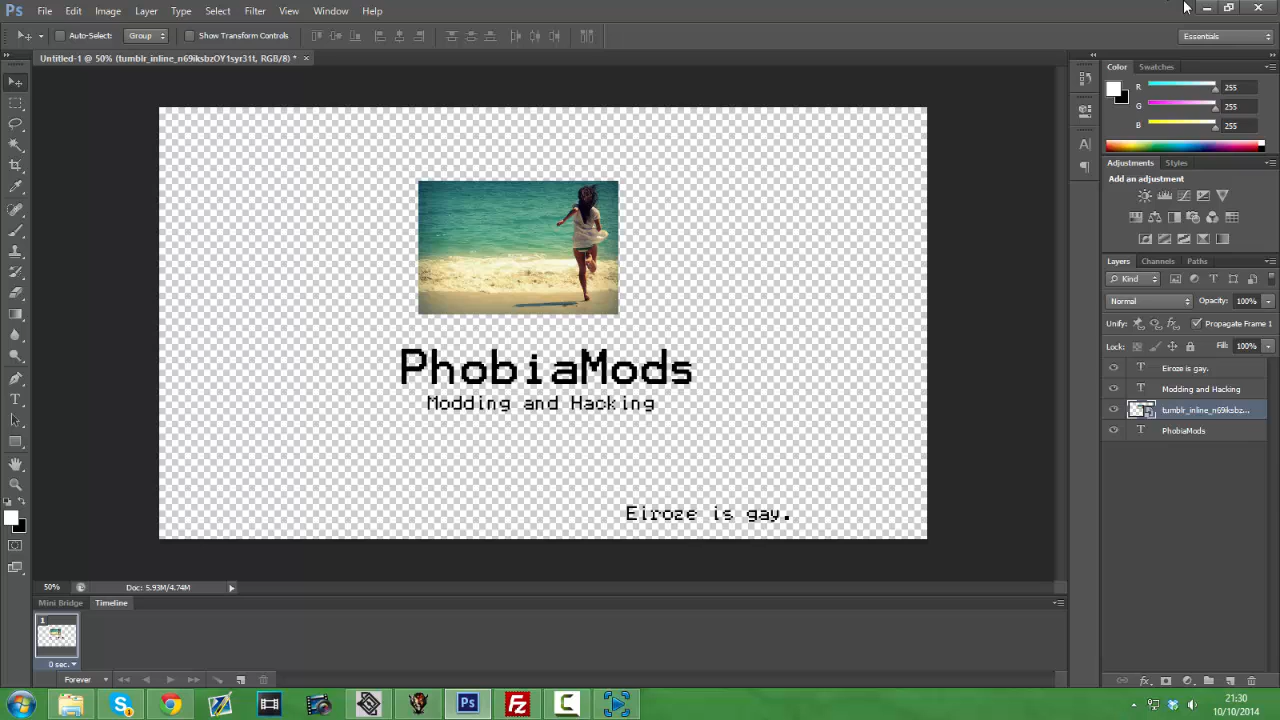 Ps File Edit Image Layer Type Select Filter View Window Help
Auto-Select: Group Show Transform Controls Essentials
Untitled-1 @ 50% (tumblr_inline_n69iksbzOY1syr31t, RGB/8) * ×
Color Swatches
R 255
G 255
B 255
Adjustments Styles
Add an adjustment
Layers Channels Paths
Kind
Normal Opacity: 100%
Unify: Propagate Frame 1
Lock: Fill: 100%
Eiroze is gay.
Modding and Hacking
tumblr_inline_n69iksbz...
PhobiaMods
PhobiaMods
Modding and Hacking
Eiroze is gay.
50% Doc: 5.93M/4.74M
Mini Bridge Timeline
1
0 sec.
Forever
Ps Fz
21:30
10/10/2014